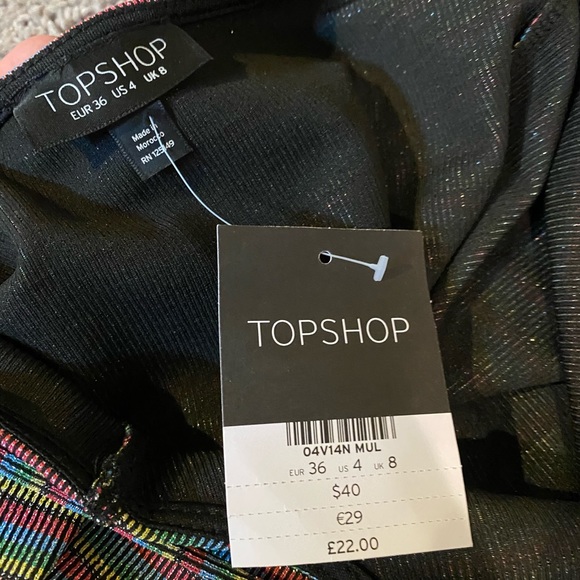 TOPSHOP
EUR 36 US 4 UK 8
Made in
Morocco
TOPSHOP
04V14N MUL
EUR 36 US 4 UK 8
$40
€29
£22.00